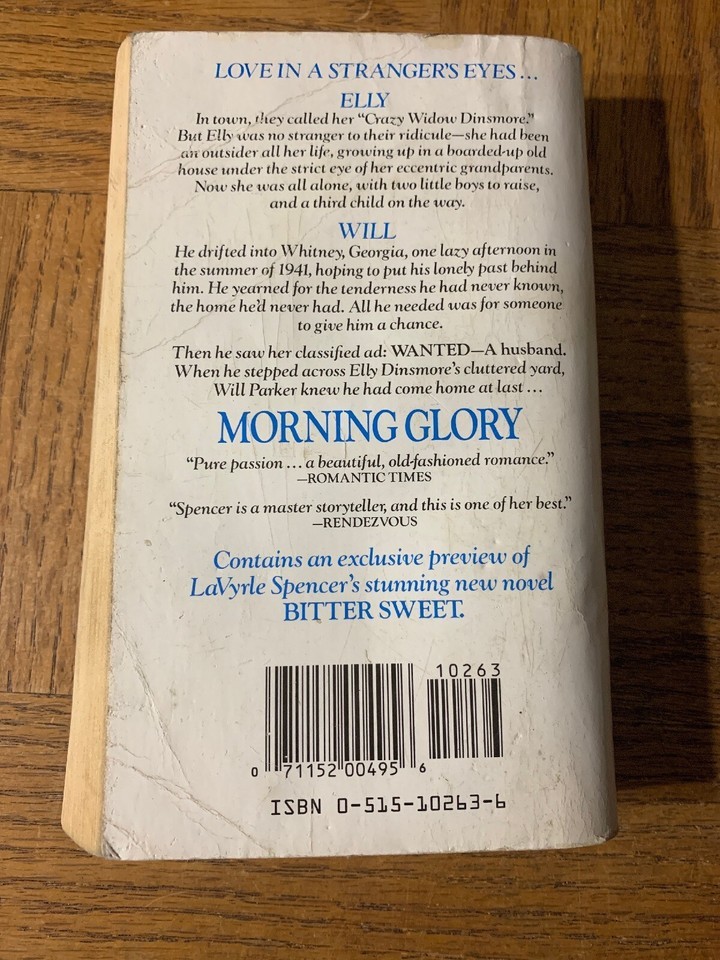 LOVE IN A STRANGER'S EYES...
ELLY
In town, they called her "Crazy Widow Dinsmore."
But Elly was no stranger to their ridicule—she had been
an outsider all her life, growing up in a boarded-up old
house under the strict eye of her eccentric grandparents.
Now she was all alone, with two little boys to raise,
and a third child on the way.
WILL
He drifted into Whitney, Georgia, one lazy afternoon in
the summer of 1941, hoping to put his lonely past behind
him. He yearned for the tenderness he had never known,
the home he'd never had. All he needed was for someone
to give him a chance.
Then he saw her classified ad: WANTED—A husband.
When he stepped across Elly Dinsmore's cluttered yard,
Will Parker knew he had come home at last...
MORNING GLORY
"Pure passion...a beautiful, old-fashioned romance."
—ROMANTIC TIMES
"Spencer is a master storyteller, and this is one of her best."
—RENDEZVOUS
Contains an exclusive preview of
LaVyrle Spencer's stunning new novel
BITTER SWEET.
10263
0 71152 00495 6
ISBN 0-515-10263-6